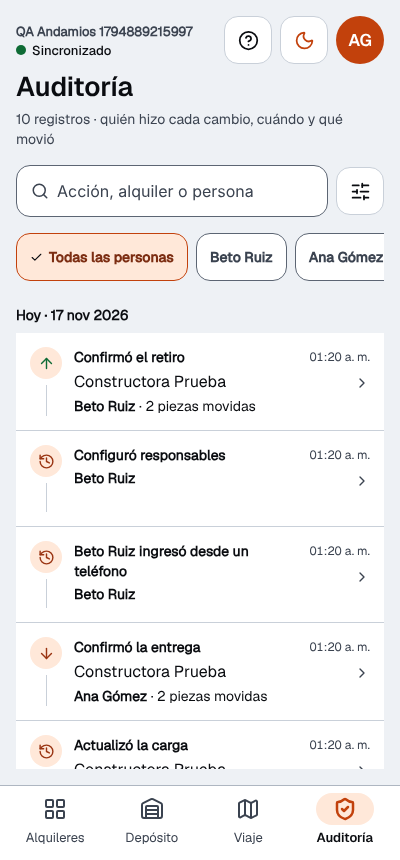 QA Andamios 1794889215997
Sincronizado
AG
Auditoría
10 registros · quién hizo cada cambio, cuándo y qué
movió
Acción, alquiler o persona
Todas las personas
Beto Ruiz
Ana Gómez
Hoy · 17 nov 2026
Confirmó el retiro
01:20 a. m.
Constructora Prueba
Beto Ruiz · 2 piezas movidas
Configuró responsables
01:20 a. m.
Beto Ruiz
Beto Ruiz ingresó desde un
01:20 a. m.
teléfono
Beto Ruiz
Confirmó la entrega
01:20 a. m.
Constructora Prueba
Ana Gómez · 2 piezas movidas
Actualizó la carga
01:20 a. m.
Constructora Prueba
Alquileres
Depósito
Viaje
Auditoría